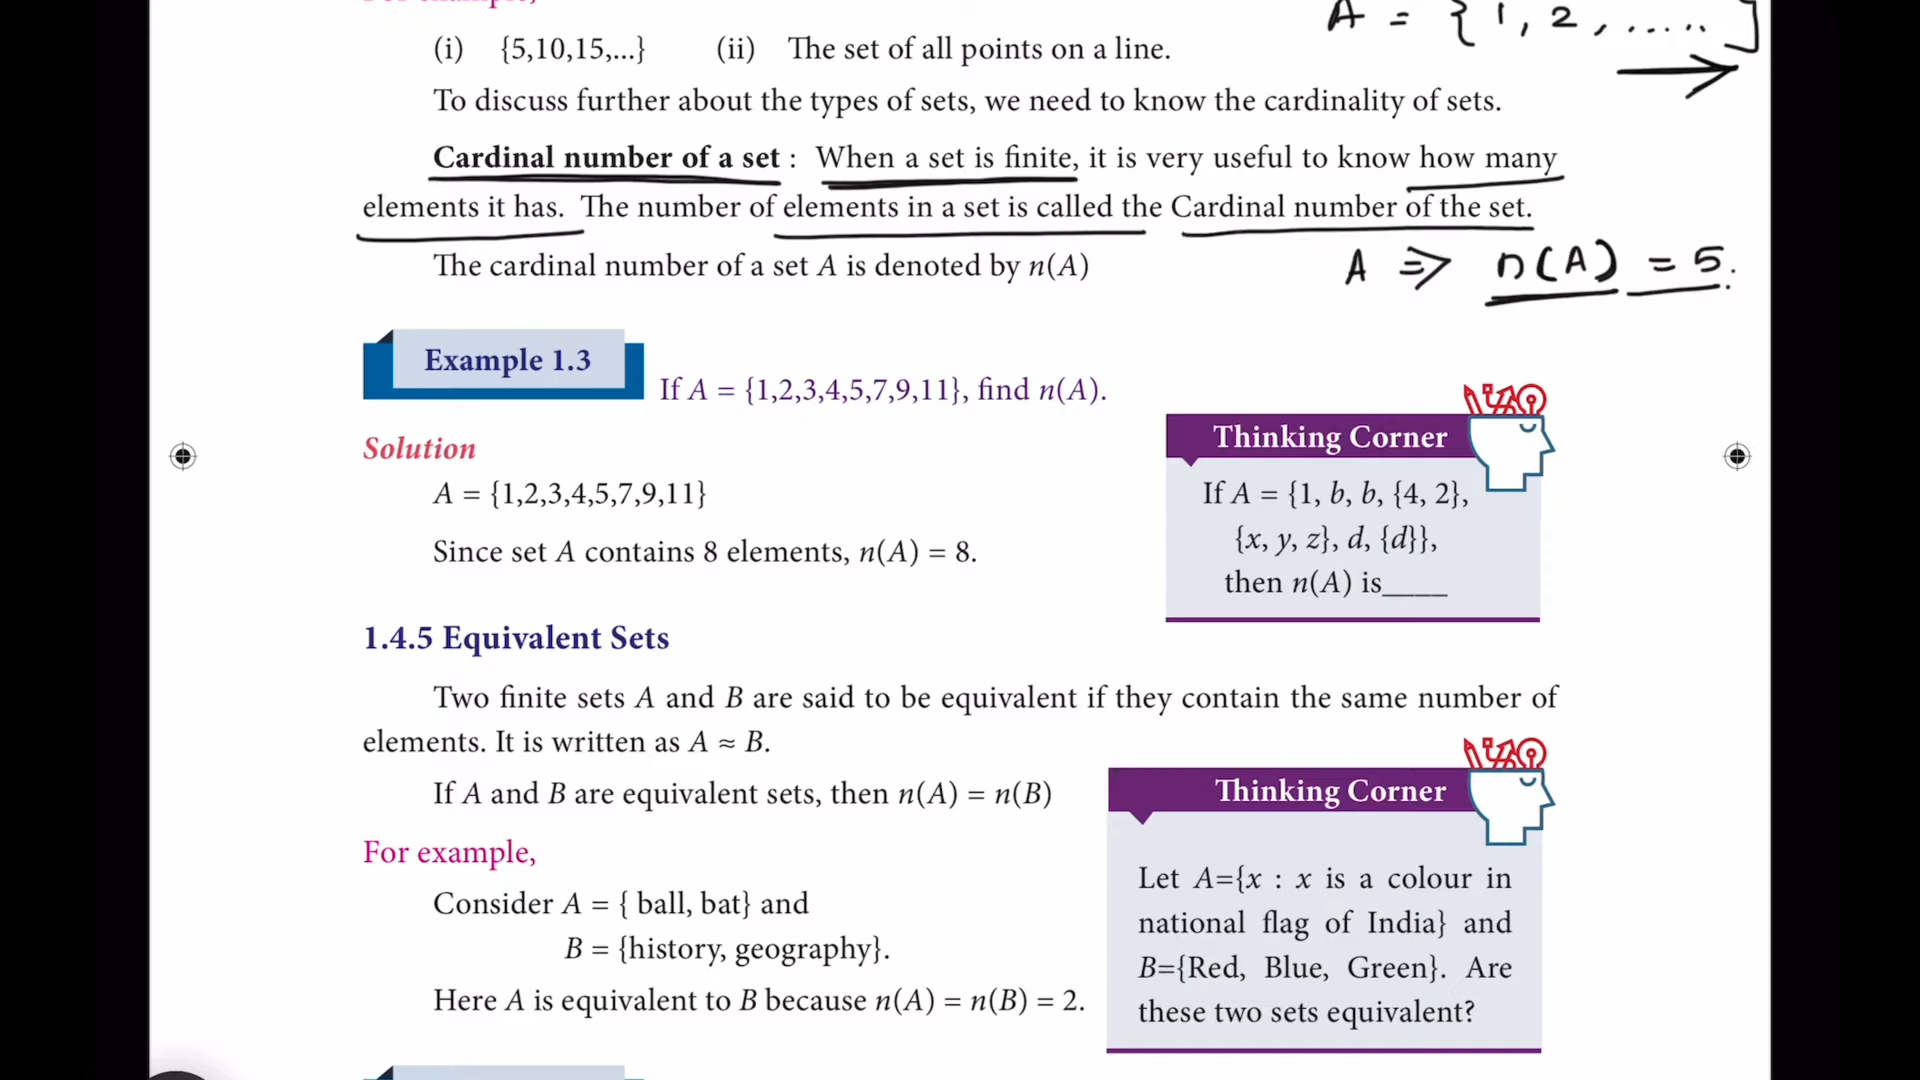 For example,
A = { 1, 2, ..... ]
(i) {5,10,15,...} (ii) The set of all points on a line.
To discuss further about the types of sets, we need to know the cardinality of sets.
Cardinal number of a set : When a set is finite, it is very useful to know how many
elements it has. The number of elements in a set is called the Cardinal number of the set.
The cardinal number of a set A is denoted by n(A)
A ⇒ n(A) = 5.
Example 1.3
If A = {1,2,3,4,5,7,9,11}, find n(A).
Solution
A = {1,2,3,4,5,7,9,11}
Since set A contains 8 elements, n(A) = 8.
Thinking Corner
If A = {1, b, b, {4, 2},
{x, y, z}, d, {d}},
then n(A) is____
1.4.5 Equivalent Sets
Two finite sets A and B are said to be equivalent if they contain the same number of
elements. It is written as A ≈ B.
If A and B are equivalent sets, then n(A) = n(B)
For example,
Consider A = { ball, bat} and
B = {history, geography}.
Here A is equivalent to B because n(A) = n(B) = 2.
Thinking Corner
Let A={x : x is a colour in
national flag of India} and
B={Red, Blue, Green}. Are
these two sets equivalent?